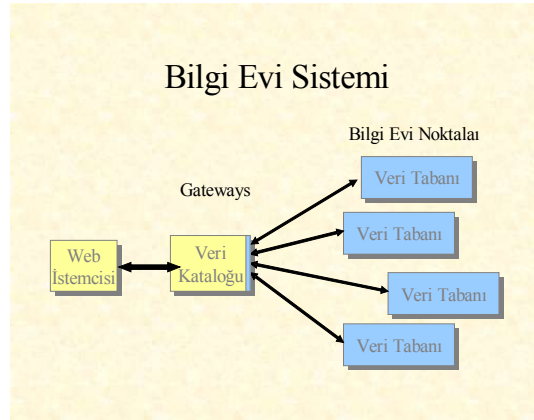 Bilgi Evi Sistemi
Bilgi Evi Noktalaı
Gateways
Veri Tabanı
Veri Tabanı
Web
İstemcisi
Veri
Kataloğu
Veri Tabanı
Veri Tabanı